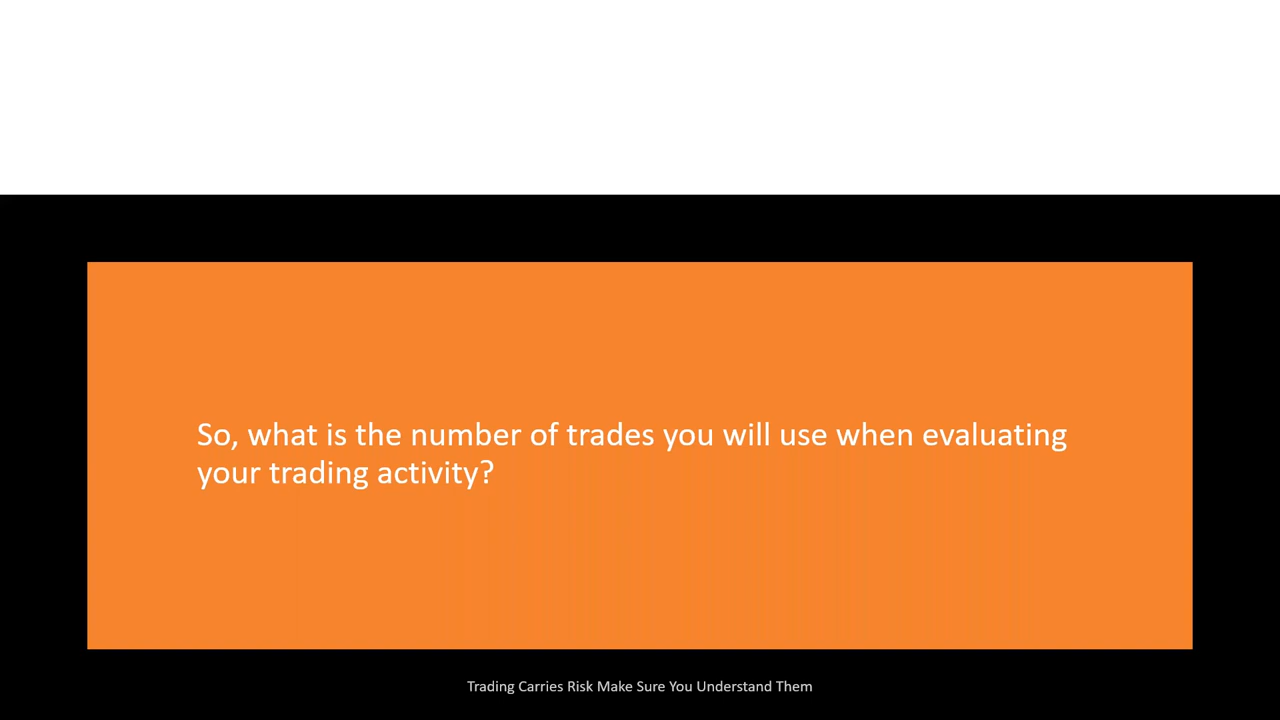 So, what is the number of trades you will use when evaluating
your trading activity?
Trading Carries Risk Make Sure You Understand Them